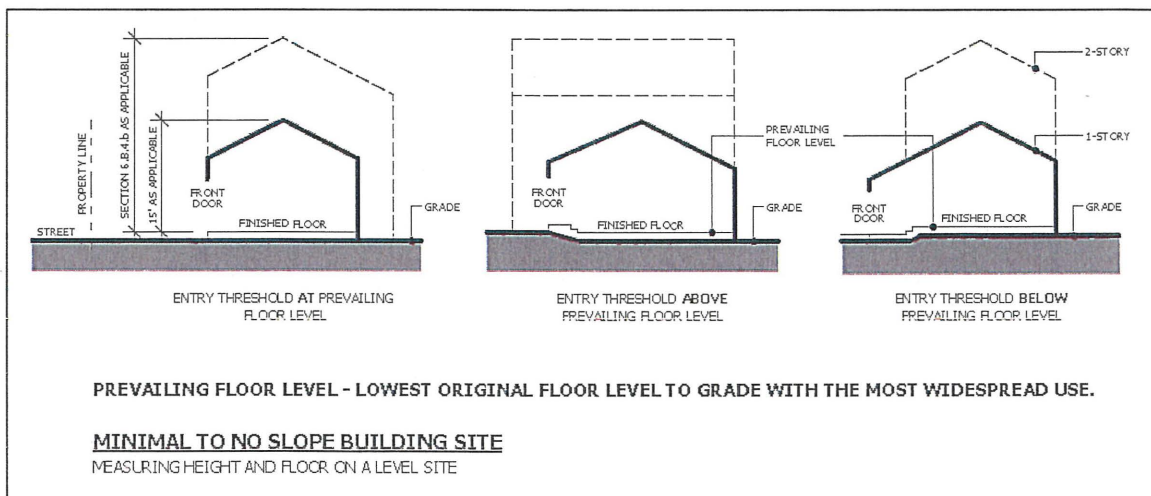 PROPERTY LINE
SECTION 6.B.4.b AS APPLICABLE
15' AS APPLICABLE
FRONT
DOOR
FINISHED FLOOR
GRADE
STREET
ENTRY THRESHOLD AT PREVAILING
FLOOR LEVEL
PREVAILING
FLOOR LEVEL
FRONT
DOOR
FINISHED FLOOR
GRADE
ENTRY THRESHOLD ABOVE
PREVAILING FLOOR LEVEL
2-STORY
1-STORY
FRONT
DOOR
FINISHED FLOOR
GRADE
ENTRY THRESHOLD BELOW
PREVAILING FLOOR LEVEL
PREVAILING FLOOR LEVEL - LOWEST ORIGINAL FLOOR LEVEL TO GRADE WITH THE MOST WIDESPREAD USE.
MINIMAL TO NO SLOPE BUILDING SITE
MEASURING HEIGHT AND FLOOR ON A LEVEL SITE